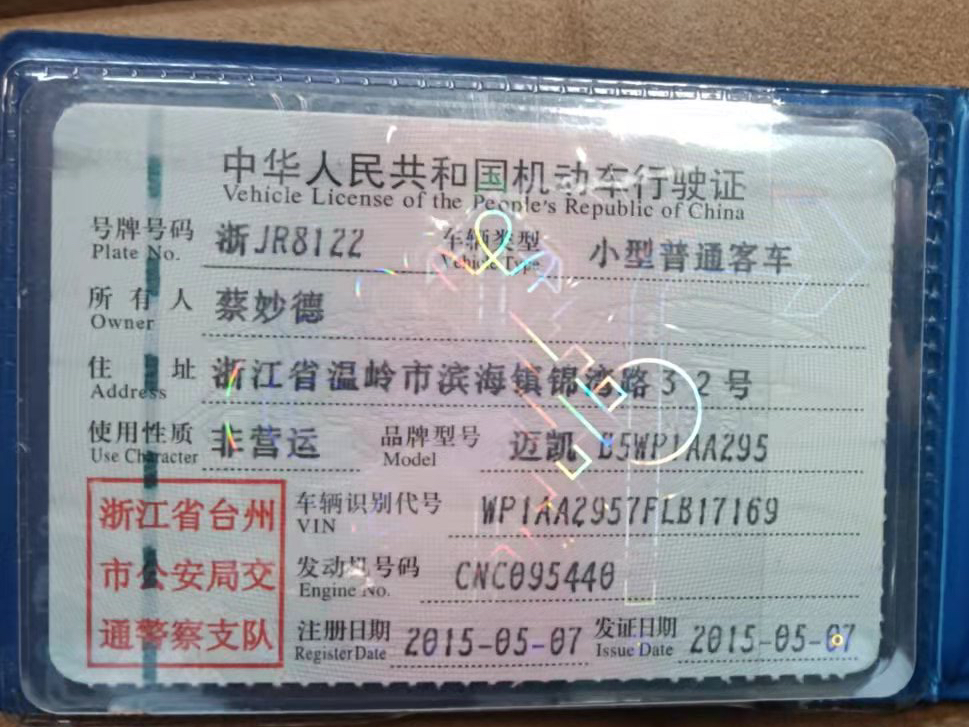 中华人民共和国机动车行驶证
Vehicle License of the People's Republic of China
号牌号码 浙JR8122 车辆类型 小型普通客车
Plate No. Vehicle Type
所有人 蔡妙德
Owner
住址 浙江省温岭市滨海镇锦湾路32号
Address
使用性质 非营运 品牌型号 迈凯 B5WP1AA295
Use Character Model
浙江省台州
市公安局交
通警察支队
车辆识别代号 WP1AA2957FLB17169
VIN
发动机号码 CNC095440
Engine No.
注册日期 2015-05-07 发证日期 2015-05-07
Register Date Issue Date